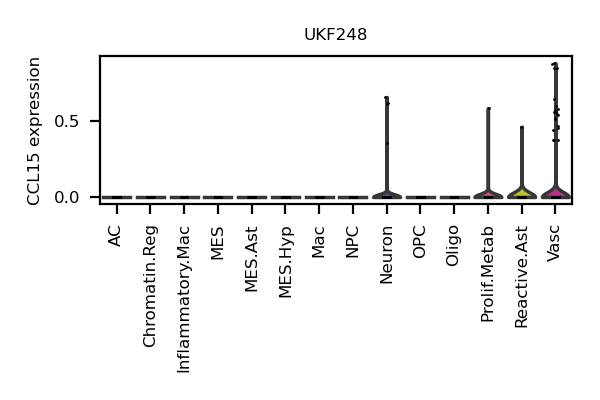 UKF248
CCL15 expression
0.5
0.0
AC
Chromatin.Reg
Inflammatory.Mac
MES
MES.Ast
MES.Hyp
Mac
NPC
Neuron
OPC
Oligo
Prolif.Metab
Reactive.Ast
Vasc